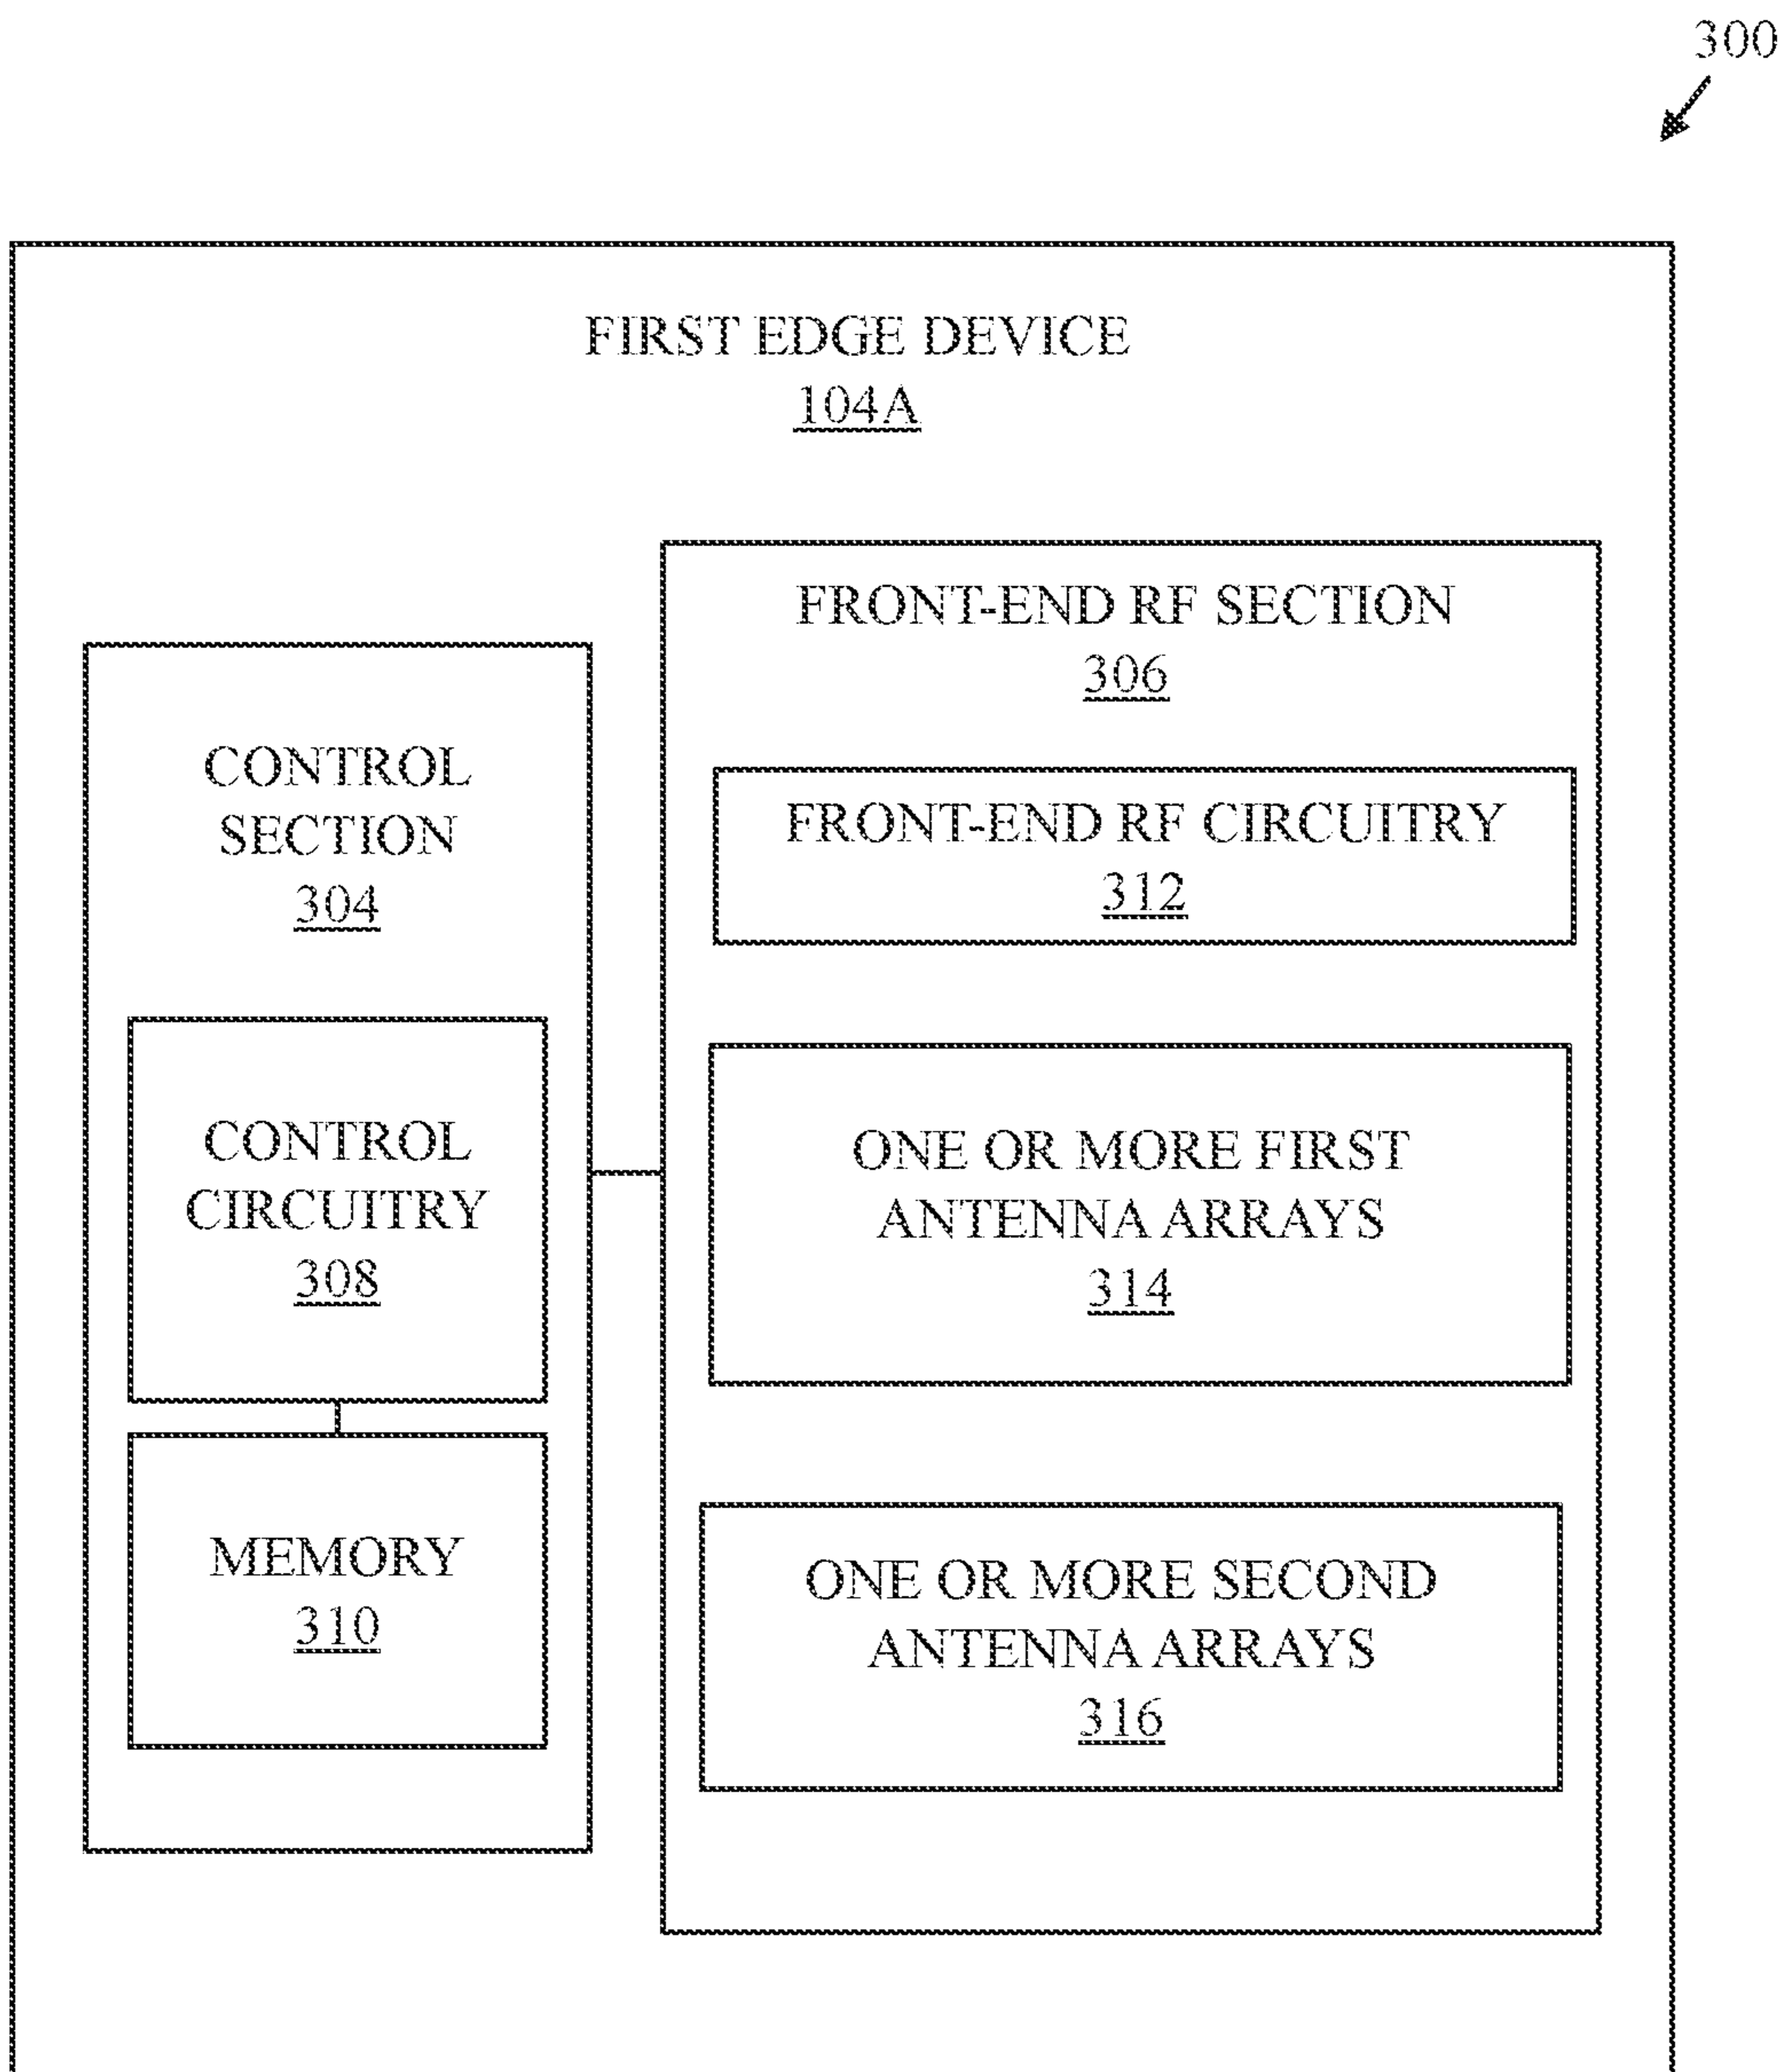 300
FIRST EDGE DEVICE
104A
CONTROL
SECTION
304
CONTROL
CIRCUITRY
308
MEMORY
310
FRONT-END RF SECTION
306
FRONT-END RF CIRCUITRY
312
ONE OR MORE FIRST
ANTENNA ARRAYS
314
ONE OR MORE SECOND
ANTENNA ARRAYS
316